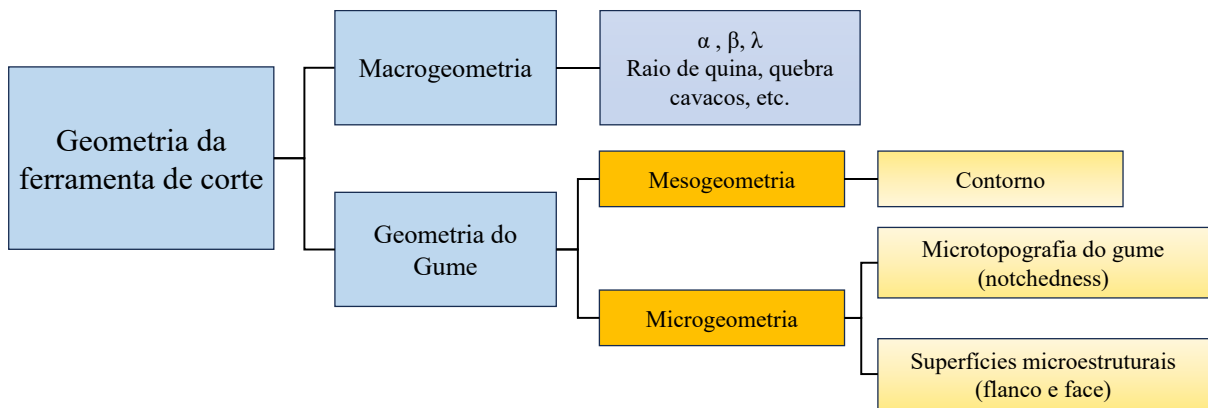 Geometria da
ferramenta de corte
Macrogeometria
α , β, λ
Raio de quina, quebra
cavacos, etc.
Geometria do
Gume
Mesogeometria
Contorno
Microgeometria
Microtopografia do gume
(notchedness)
Superfícies microestruturais
(flanco e face)